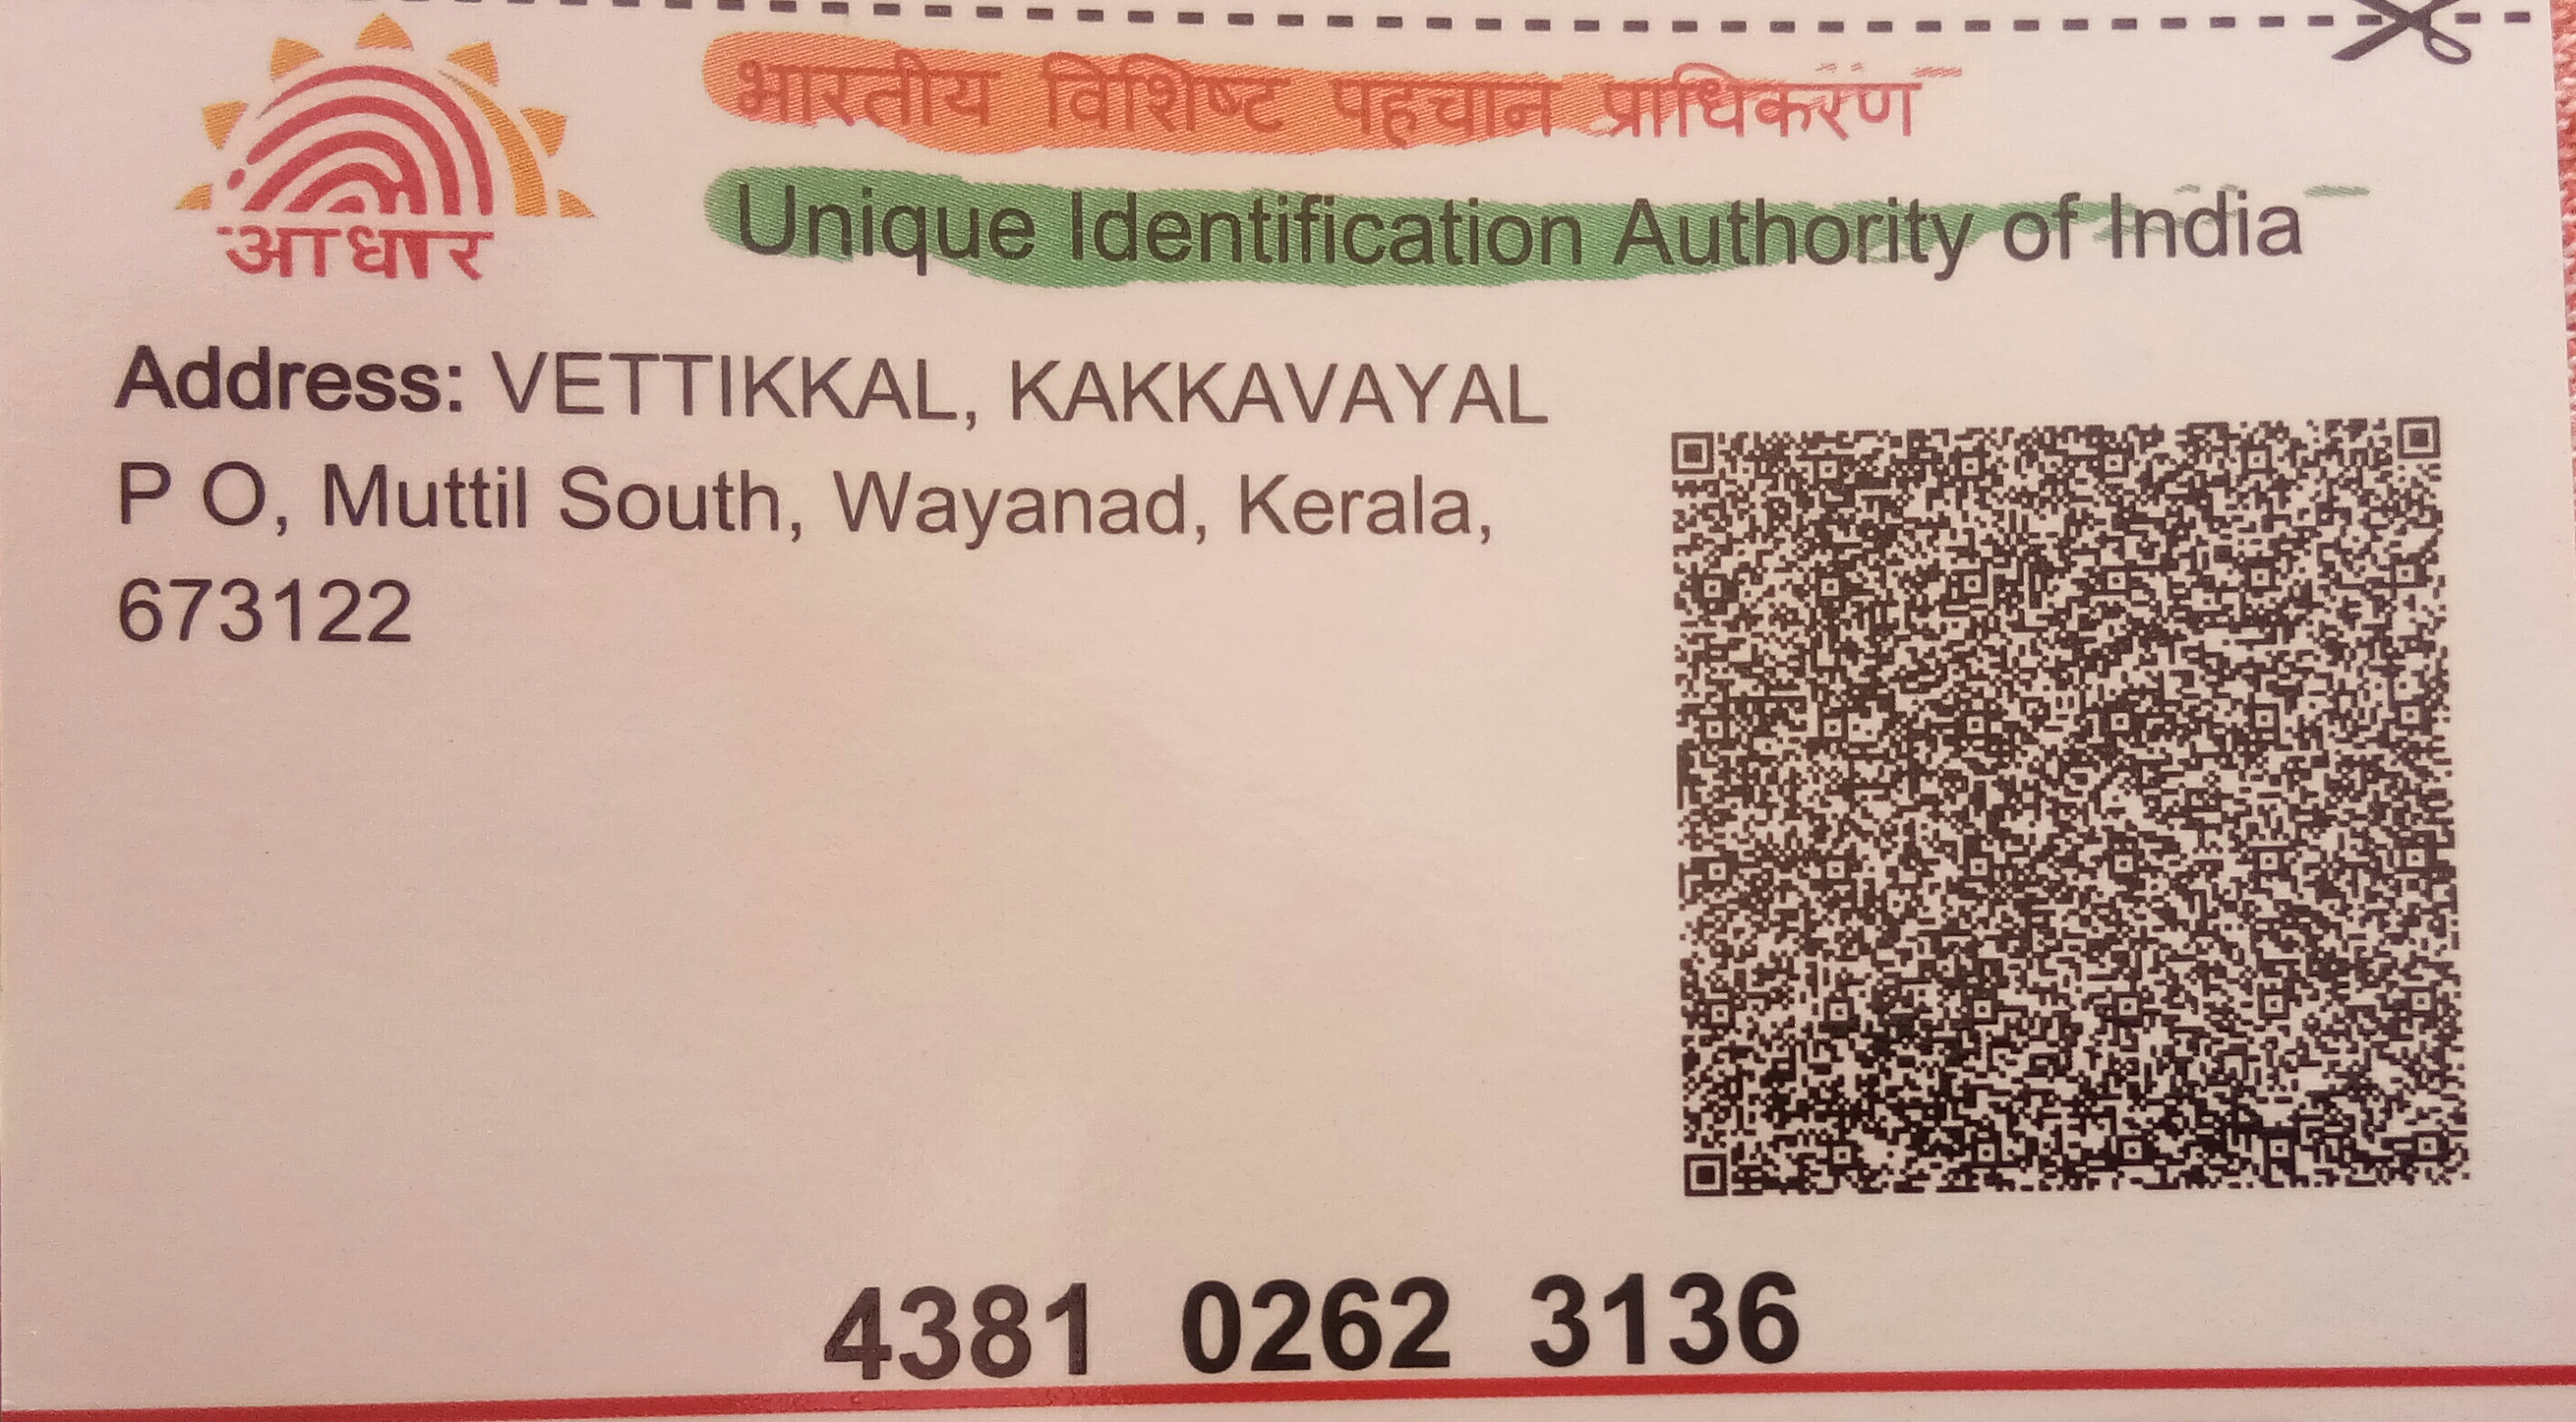 भारतीय विशिष्ट पहचान प्राधिकरण
Unique Identification Authority of India
आधार
Address: VETTIKKAL, KAKKAVAYAL
P O, Muttil South, Wayanad, Kerala,
673122
4381 0262 3136